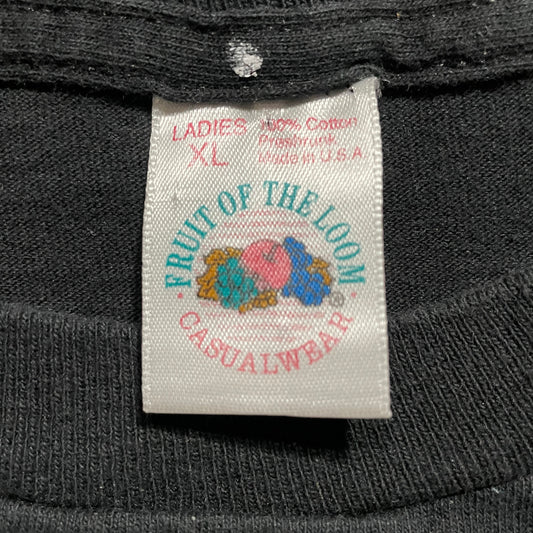 LADIES 100% Cotton
XL Preshrunk
Made in U.S.A.
FRUIT OF THE LOOM
®
CASUALWEAR